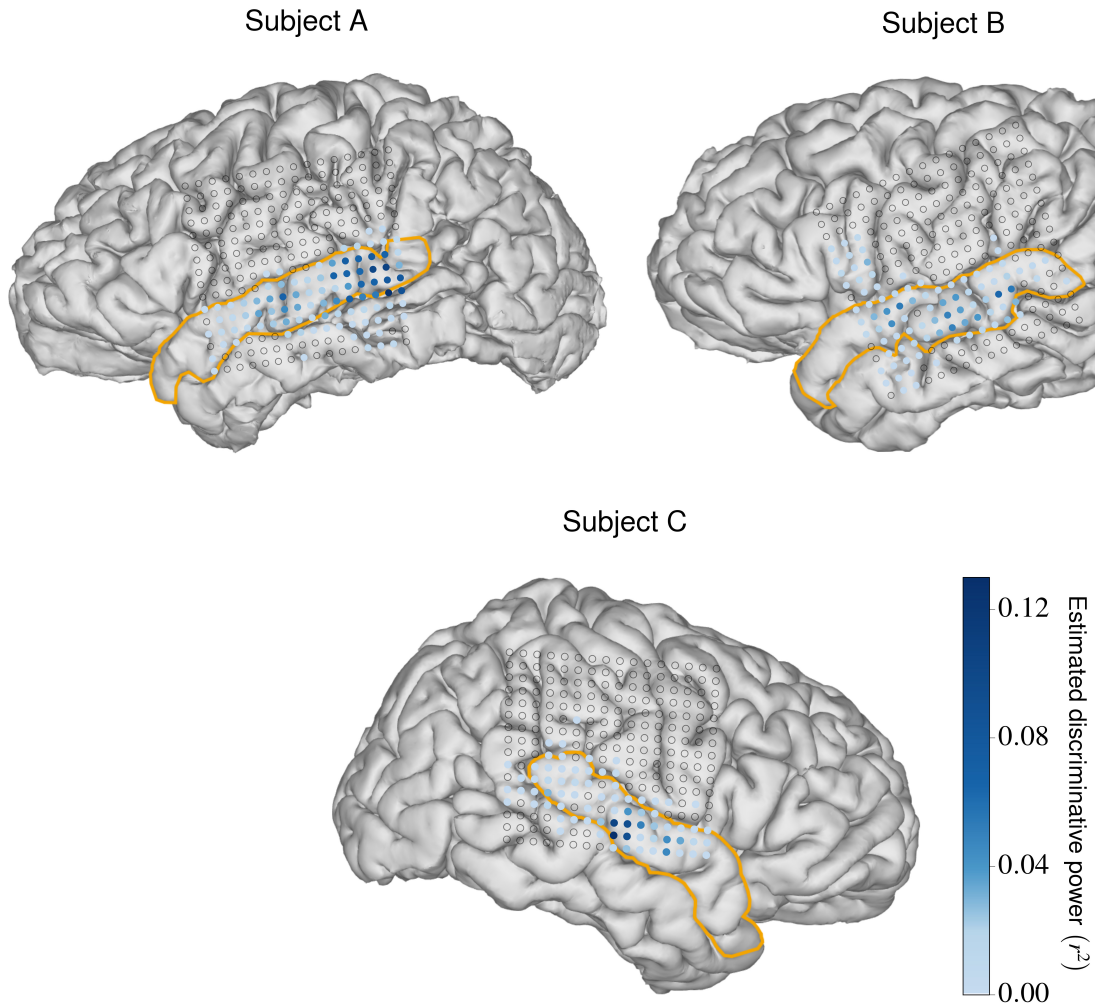 Subject A
Subject B
Subject C
0.12
0.08
0.04
0.00
Estimated discriminative power (r²)